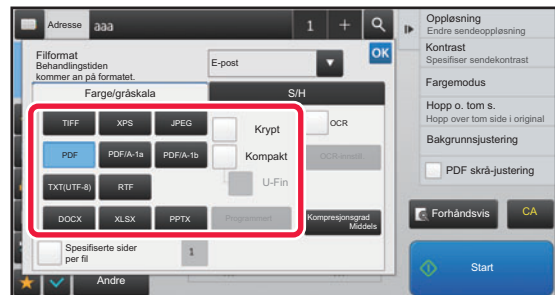 Adresse
aaa
1
+
Oppløsning
Endre sendeoppløsning
Kontrast
Spesifiser sendekontrast
Fargemodus
Hopp o. tom s.
Hopp over tom side i original
Bakgrunnsjustering
PDF skrå-justering
Filformat
Behandlingstiden
kommer an på formatet.
E-post
OK
Farge/gråskala
S/H
TIFF
XPS
JPEG
Krypt
OCR
PDF
PDF/A-1a
PDF/A-1b
Kompakt
OCR-innstill.
TXT(UTF-8)
RTF
U-Fin
DOCX
XLSX
PPTX
Programmert
Kompresjonsgrad
Middels
Spesifiserte sider
per fil
1
Andre
Forhåndsvis
CA
Start